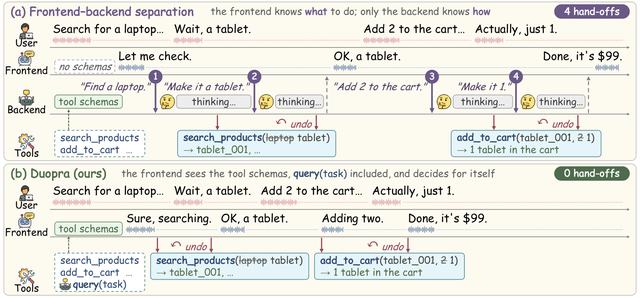 (a) Frontend–backend separation the frontend knows what to do; only the backend knows how 4 hand-offs
User Search for a laptop... Wait, a tablet. Add 2 to the cart... Actually, just 1.
Frontend Let me check. OK, a tablet. Done, it's $99.
no schemas
1 2 3 4
"Find a laptop." "Make it a tablet." "Add 2 to the cart." "Make it 1."
Backend tool schemas thinking... thinking... thinking... thinking...
undo undo
Tools search_products search_products(laptop tablet) add_to_cart(tablet_001, 2 1)
add_to_cart ... → tablet_001, ... → 1 tablet in the cart
(b) Duopra (ours) the frontend sees the tool schemas, query(task) included, and decides for itself 0 hand-offs
User Search for a laptop... Wait, a tablet. Add 2 to the cart... Actually, just 1.
Frontend Sure, searching. OK, a tablet. Adding two. Done, it's $99.
tool schemas
undo undo
search_products search_products(laptop tablet) add_to_cart(tablet_001, 2 1)
add_to_cart ... → tablet_001, ... → 1 tablet in the cart
Tools query(task)